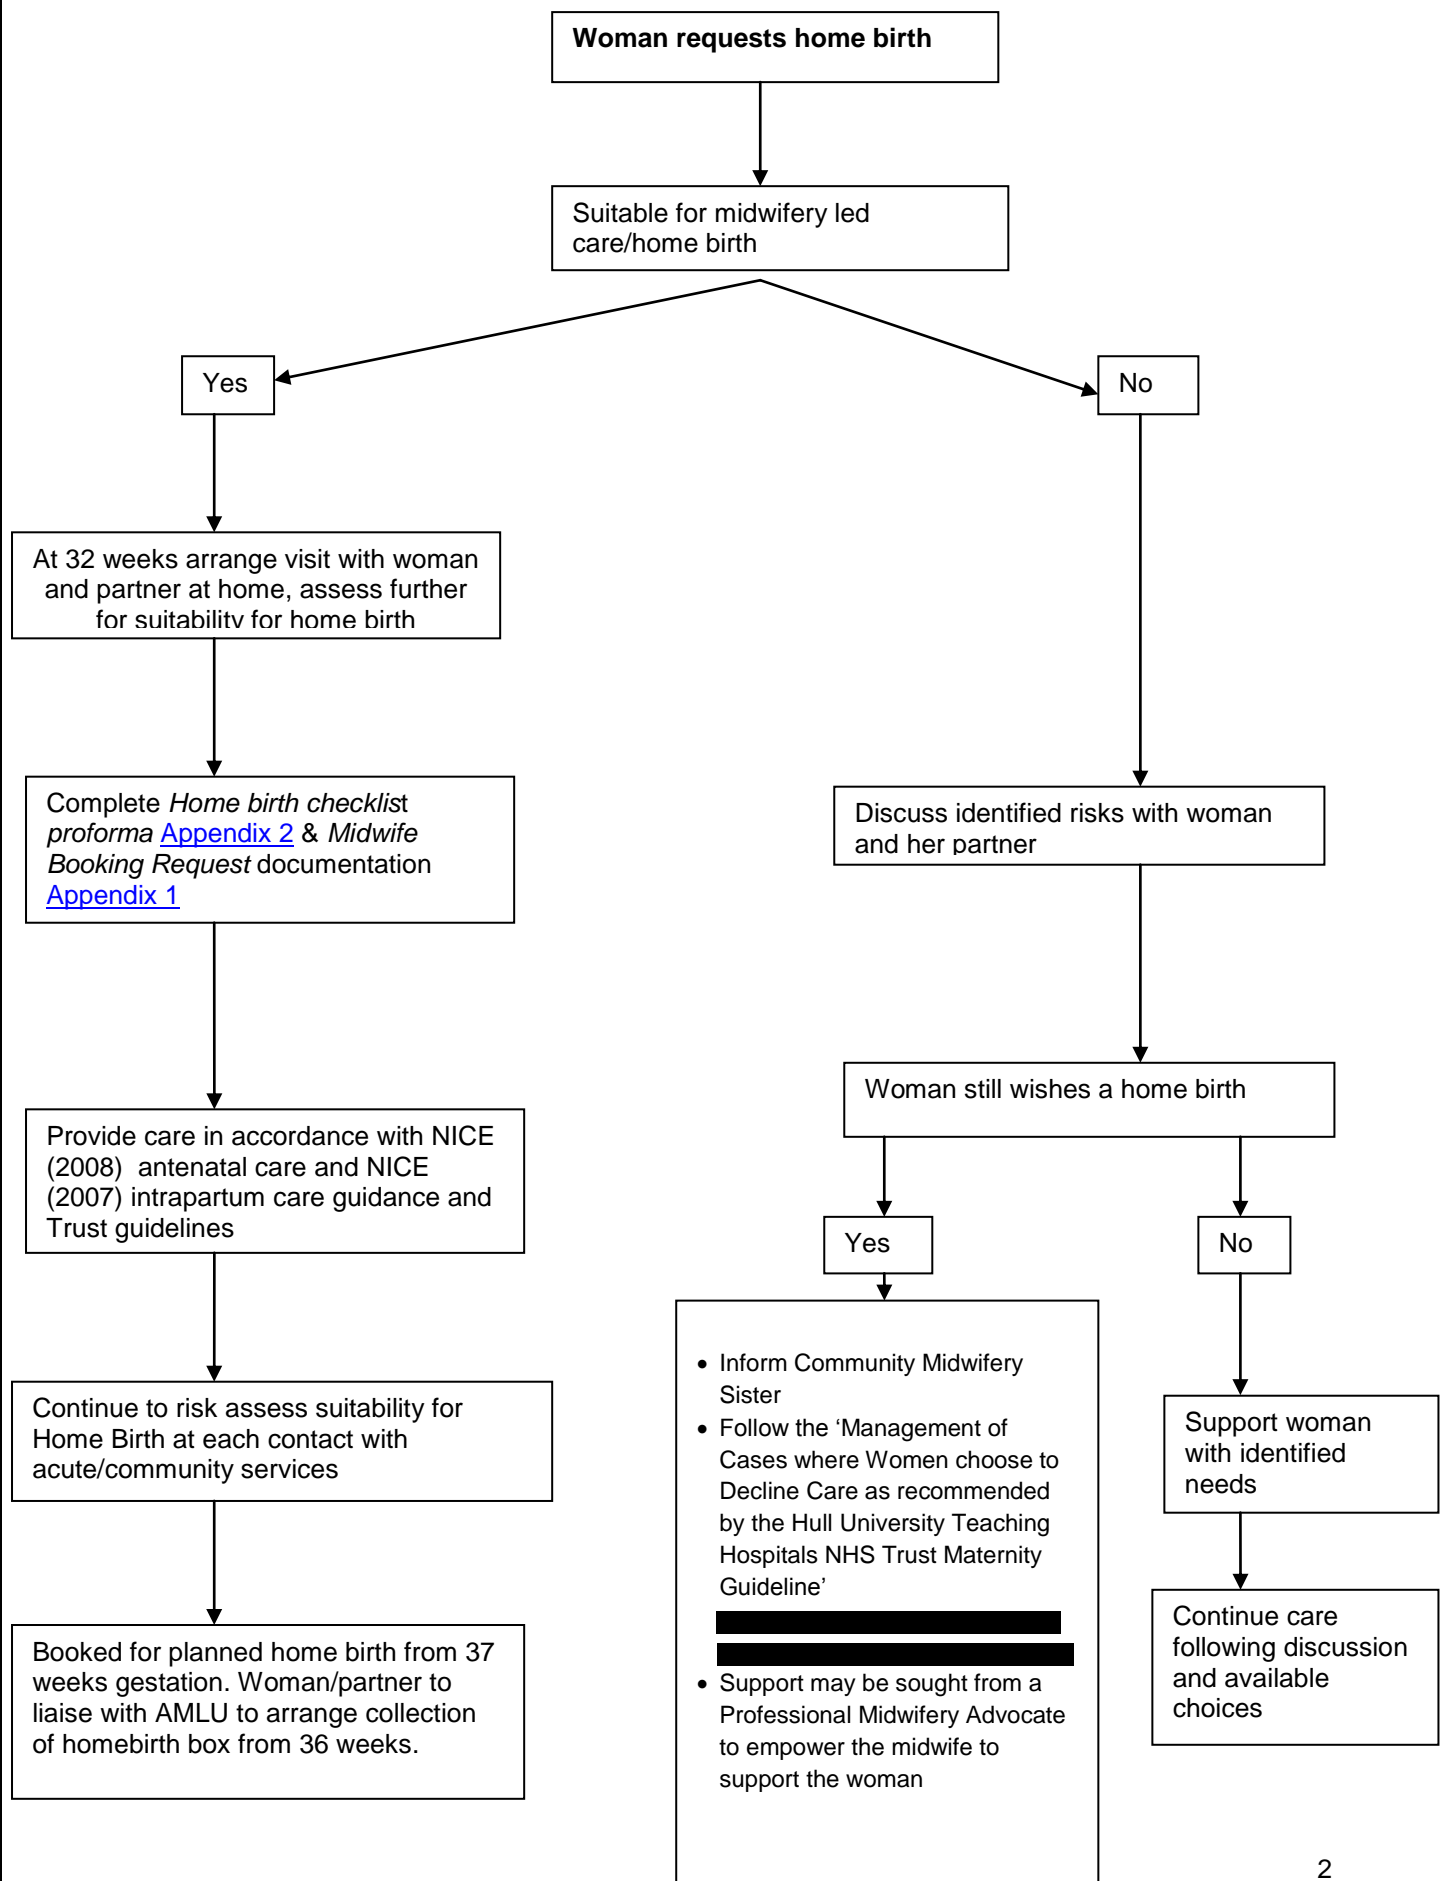 Woman requests home birth
Suitable for midwifery led
care/home birth
Yes
No
At 32 weeks arrange visit with woman
and partner at home, assess further
for suitability for home birth
Complete Home birth checklist
proforma Appendix 2 & Midwife
Booking Request documentation
Appendix 1
Discuss identified risks with woman
and her partner
Provide care in accordance with NICE
(2008) antenatal care and NICE
(2007) intrapartum care guidance and
Trust guidelines
Woman still wishes a home birth
Yes
No
Continue to risk assess suitability for
Home Birth at each contact with
acute/community services
• Inform Community Midwifery
Sister
• Follow the ‘Management of
Cases where Women choose to
Decline Care as recommended
by the Hull University Teaching
Hospitals NHS Trust Maternity
Guideline’
• Support may be sought from a
Professional Midwifery Advocate
to empower the midwife to
support the woman
Support woman
with identified
needs
Booked for planned home birth from 37
weeks gestation. Woman/partner to
liaise with AMLU to arrange collection
of homebirth box from 36 weeks.
Continue care
following discussion
and available
choices
2